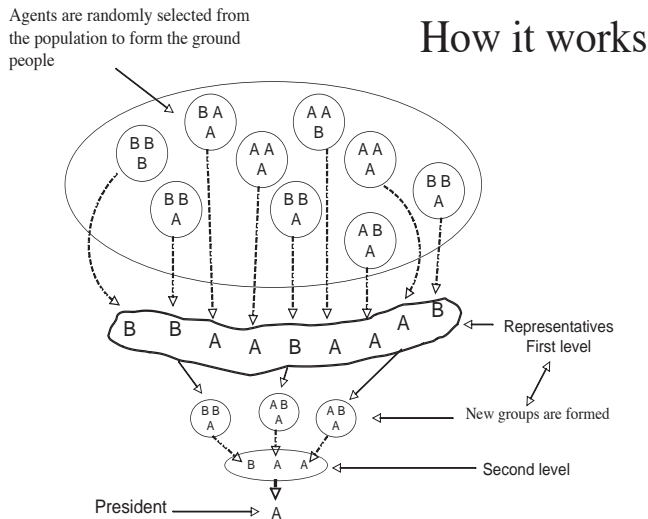 Agents are randomly selected from
the population to form the ground
people
How it works
B A
A
A A
B
B B
B
A A
A
A A
A
B B
A
B B
A
B B
A
A B
A
B B A A B A A A B
Representatives
First level
B B
A
A B
A
A B
A
New groups are formed
B A A
Second level
President
A